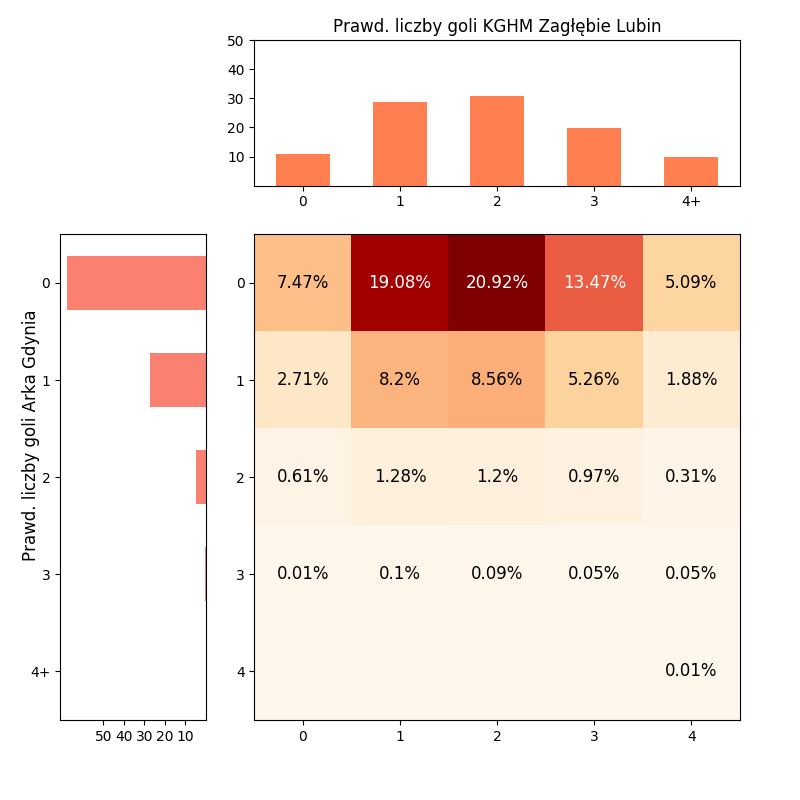 Prawd. liczby goli KGHM Zagłębie Lubin
50
40
30
20
10
0 1 2 3 4+
Prawd. liczby goli Arka Gdynia
0
1
2
3
4+
50 40 30 20 10
0 7.47% 19.08% 20.92% 13.47% 5.09%
1 2.71% 8.2% 8.56% 5.26% 1.88%
2 0.61% 1.28% 1.2% 0.97% 0.31%
3 0.01% 0.1% 0.09% 0.05% 0.05%
4 0.01%
0 1 2 3 4